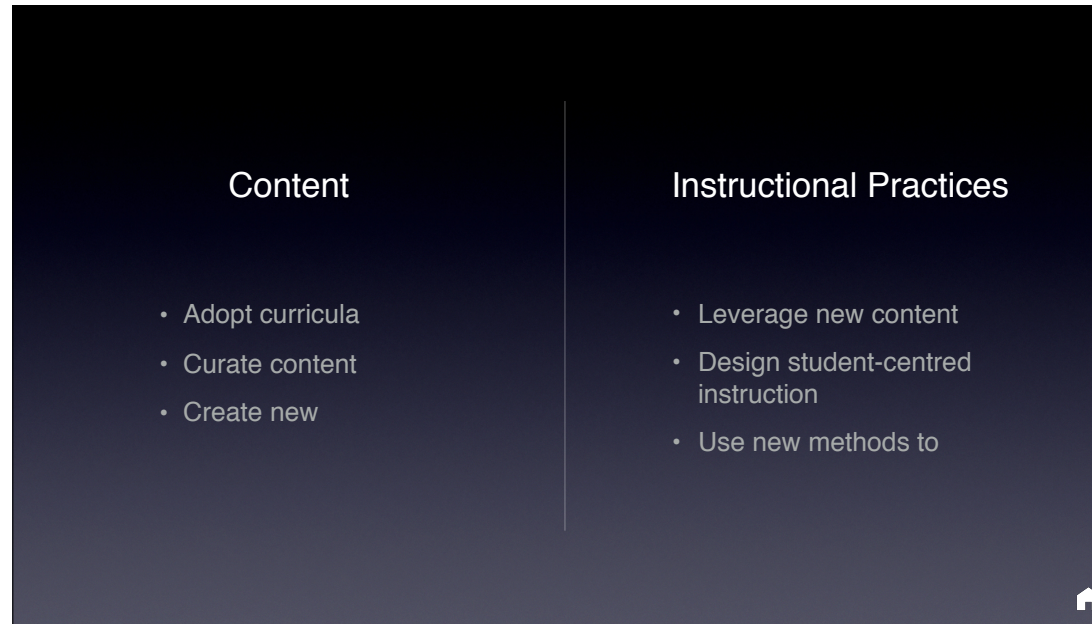 Content
• Adopt curricula
• Curate content
• Create new
Instructional Practices
• Leverage new content
• Design student-centred
instruction
• Use new methods to